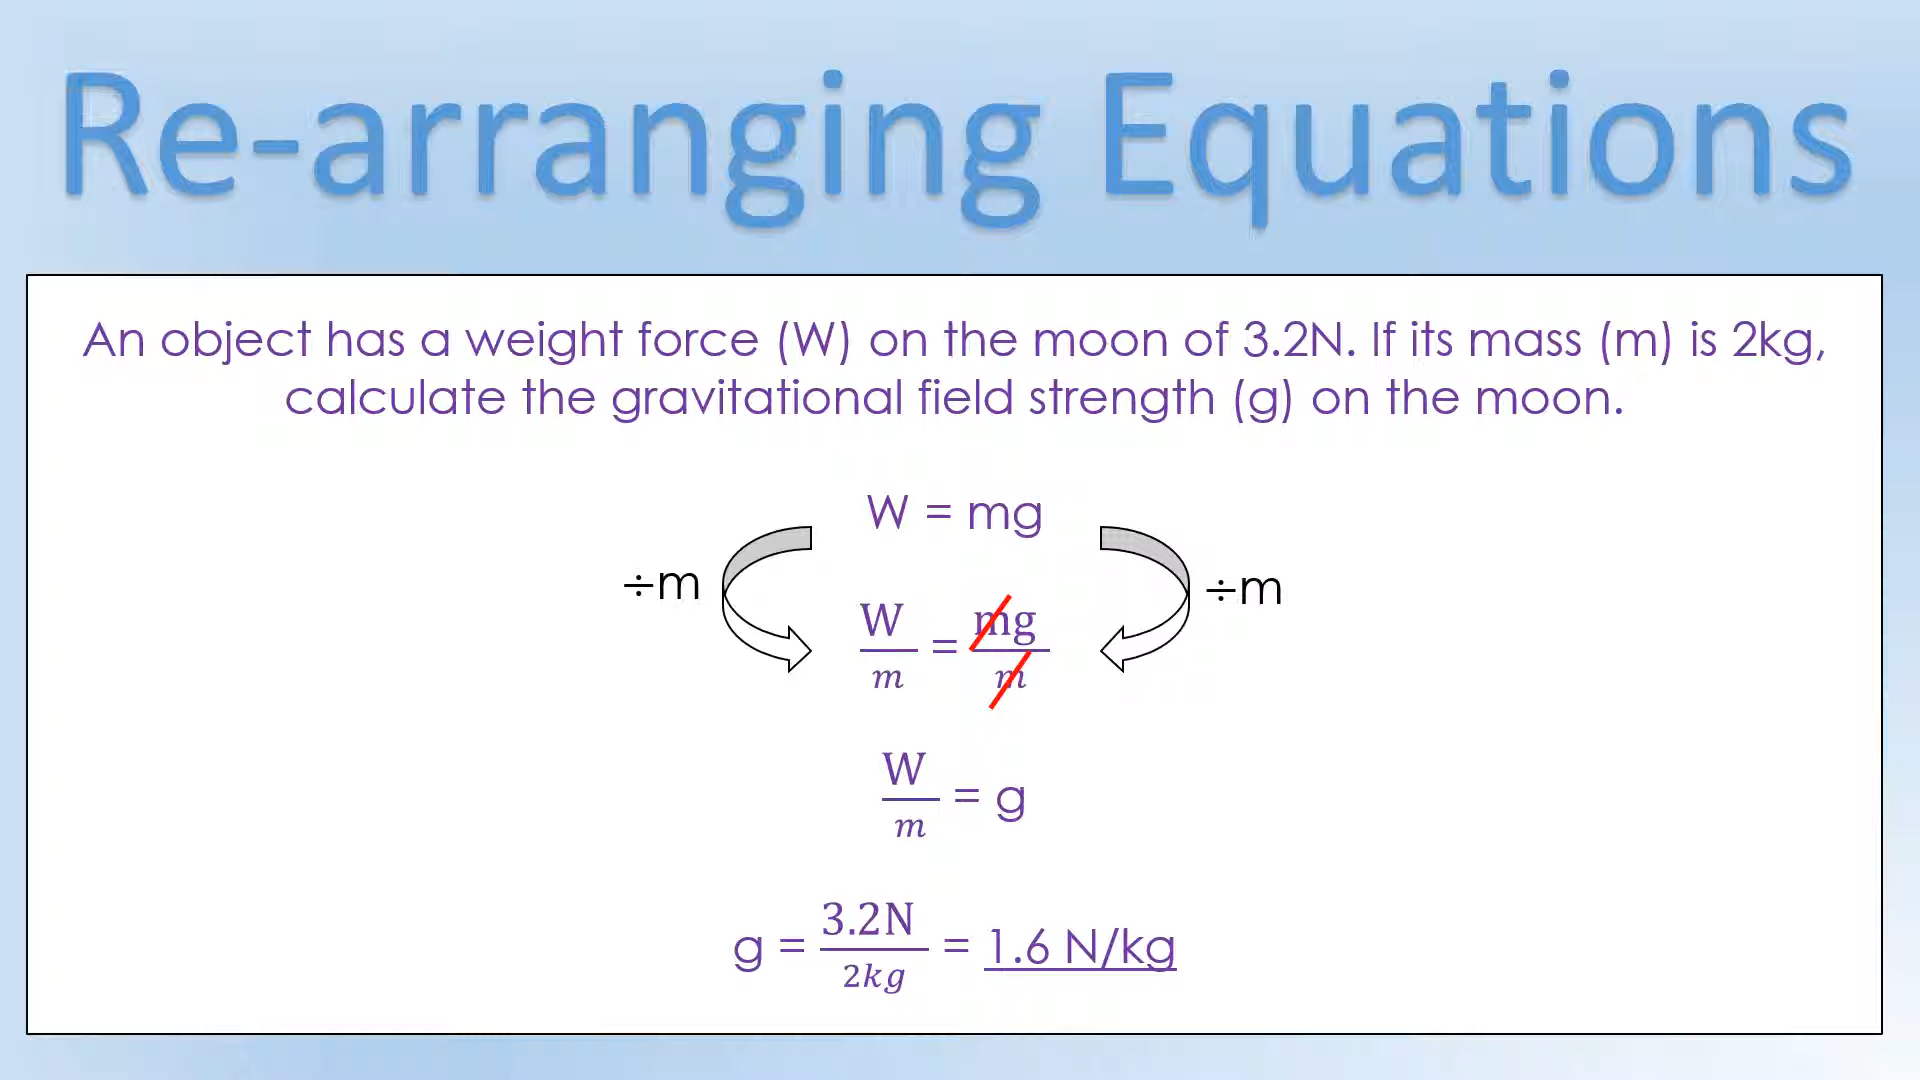 Re-arranging Equations
An object has a weight force (W) on the moon of 3.2N. If its mass (m) is 2kg,
calculate the gravitational field strength (g) on the moon.
W = mg
÷m ÷m
W/m = mg/m
W/m = g
g = 3.2N/2kg = 1.6 N/kg